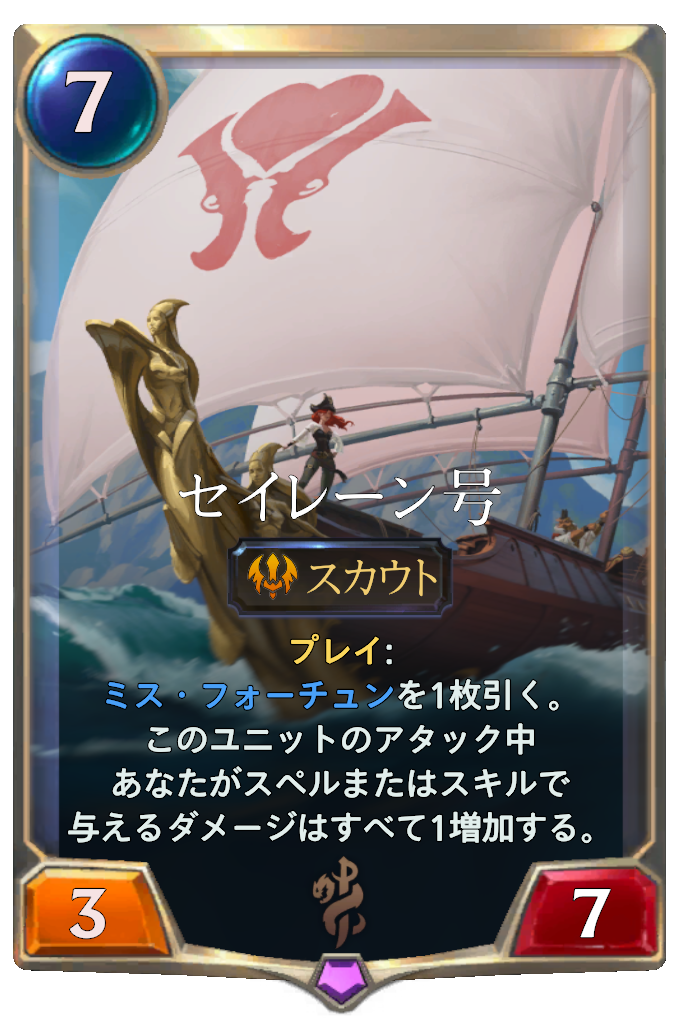 7
セイレーン号
スカウト
プレイ:
ミス・フォーチュンを1枚引く。
このユニットのアタック中
あなたがスペルまたはスキルで
与えるダメージはすべて1増加する。
3
7